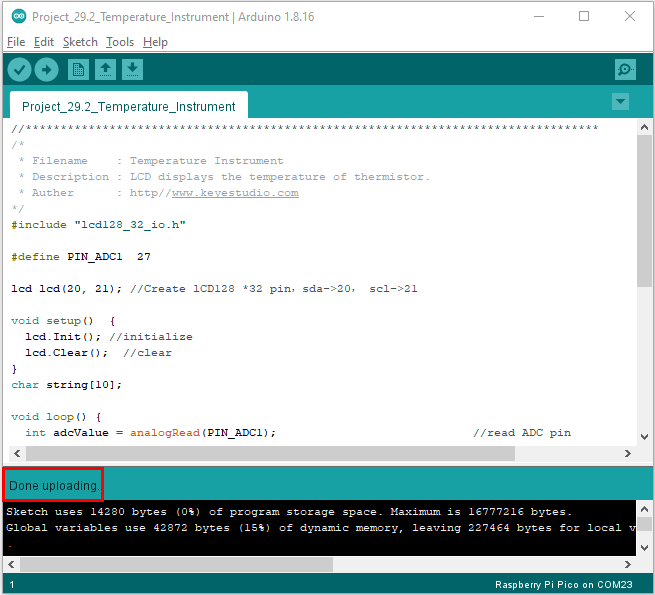 Project_29.2_Temperature_Instrument | Arduino 1.8.16
File Edit Sketch Tools Help
Project_29.2_Temperature_Instrument
//**********************************************************************************
/*
 * Filename    : Temperature Instrument
 * Description : LCD displays the temperature of thermistor.
 * Auther      : http//www.keyestudio.com
*/
#include "lcd128_32_io.h"
#define PIN_ADC1  27
lcd lcd(20, 21); //Create lCD128 *32 pin，sda->20， scl->21
void setup()  {
  lcd.Init(); //initialize
  lcd.Clear();  //clear
}
char string[10];
void loop() {
  int adcValue = analogRead(PIN_ADC1);                            //read ADC pin
Done uploading.
Sketch uses 14280 bytes (0%) of program storage space. Maximum is 16777216 bytes.
Global variables use 42872 bytes (15%) of dynamic memory, leaving 227464 bytes for local v
1
Raspberry Pi Pico on COM23